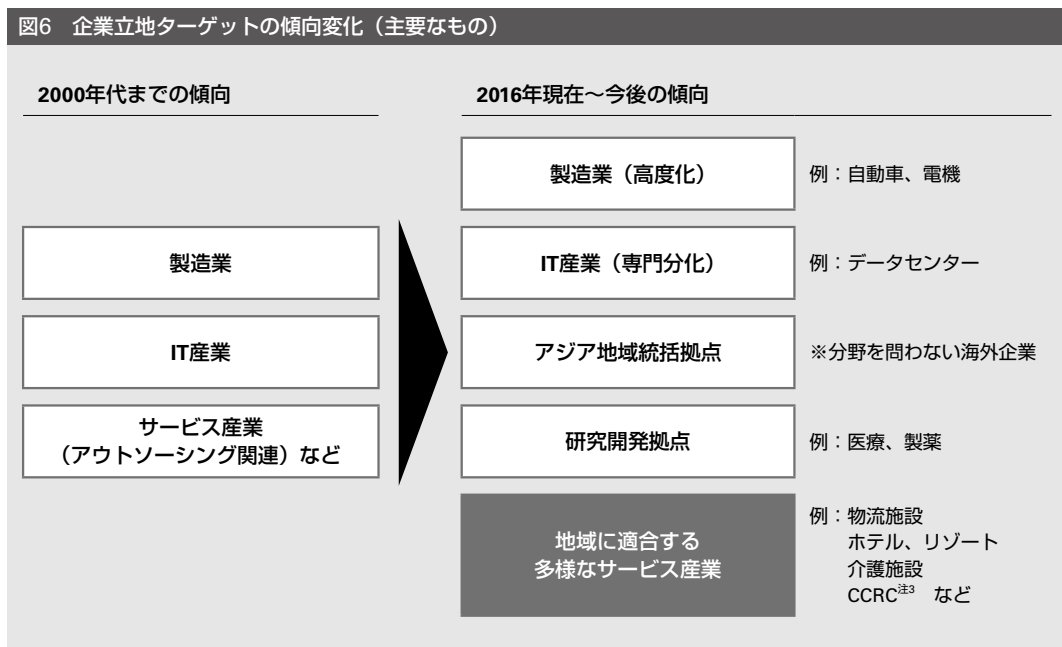 図6　企業立地ターゲットの傾向変化（主要なもの）
2000年代までの傾向
製造業
IT産業
サービス産業
（アウトソーシング関連）など
2016年現在～今後の傾向
製造業（高度化）
例：自動車、電機
IT産業（専門分化）
例：データセンター
アジア地域統括拠点
※分野を問わない海外企業
研究開発拠点
例：医療、製薬
地域に適合する
多様なサービス産業
例：物流施設
ホテル、リゾート
介護施設
CCRC注3　など